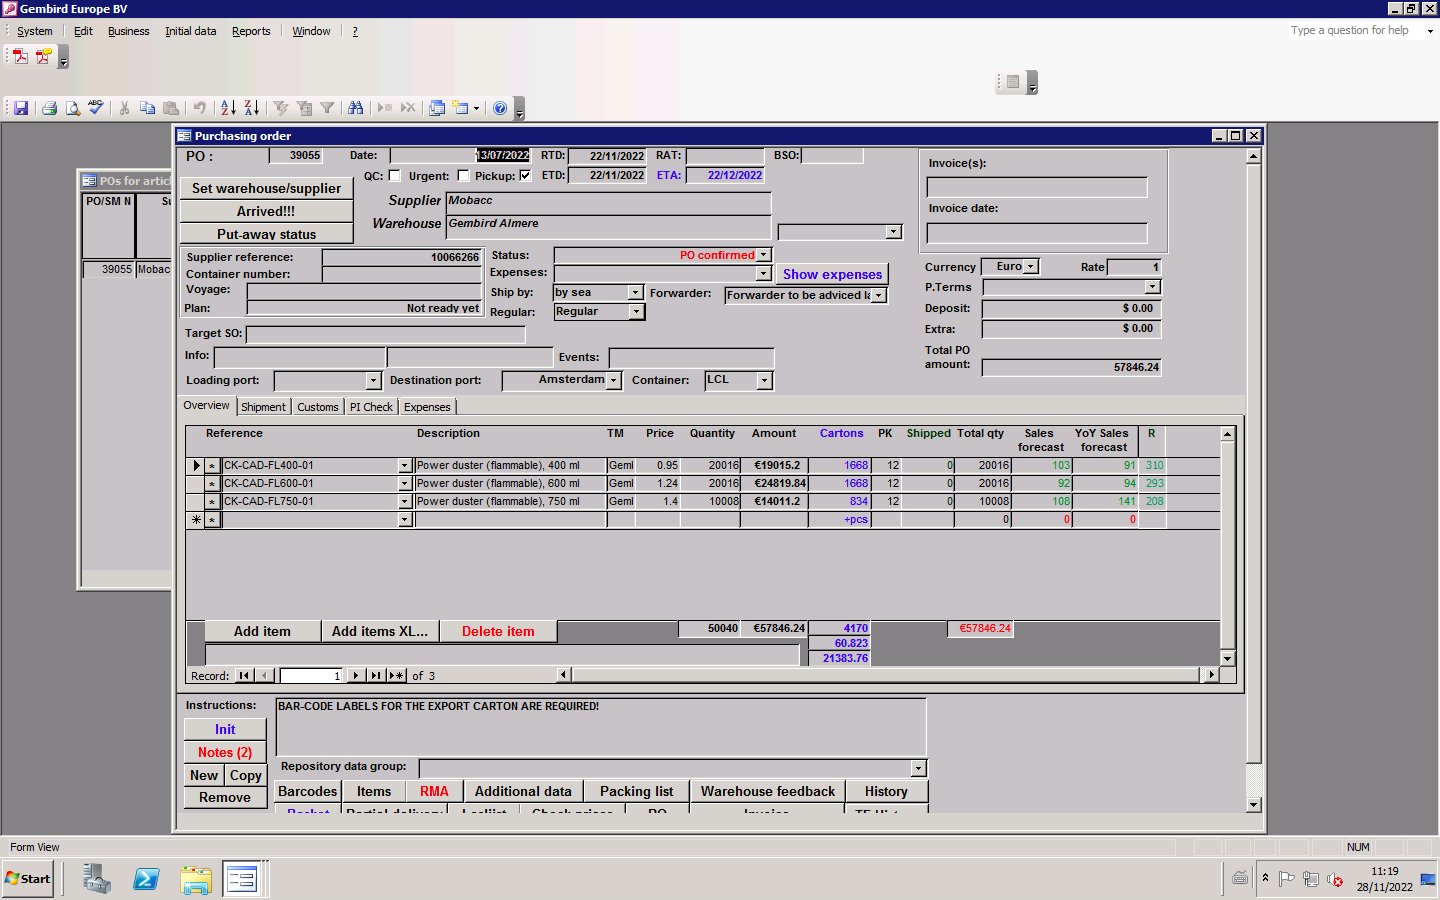 Gembird Europe BV
System Edit Business Initial data Reports Window ?
Type a question for help
Purchasing order
POs for articl
PO/SM N Su
39055 Mobac
PO : 39055 Date: 13/07/2022 RTD: 22/11/2022 RAT: BSO:
QC: Urgent: Pickup: ETD: 22/11/2022 ETA: 22/12/2022
Set warehouse/supplier
Arrived!!!
Put-away status
Supplier Mobacc
Warehouse Gembird Almere
Invoice(s):
Invoice date:
Supplier reference: 10066266
Container number:
Voyage:
Plan: Not ready yet
Status: PO confirmed
Expenses: Show expenses
Ship by: by sea Forwarder: Forwarder to be adviced la
Regular: Regular
Currency Euro Rate 1
P.Terms
Deposit: $ 0.00
Extra: $ 0.00
Total PO
amount: 57846.24
Target SO:
Info: Events:
Loading port: Destination port: Amsterdam Container: LCL
Overview Shipment Customs PI Check Expenses
Reference Description TM Price Quantity Amount Cartons PK Shipped Total qty Sales forecast YoY Sales forecast R
CK-CAD-FL400-01 Power duster (flammable), 400 ml Geml 0.95 20016 €19015.2 1668 12 0 20016 103 91 310
CK-CAD-FL600-01 Power duster (flammable), 600 ml Geml 1.24 20016 €24819.84 1668 12 0 20016 92 94 293
CK-CAD-FL750-01 Power duster (flammable), 750 ml Geml 1.4 10008 €14011.2 834 12 0 10008 108 141 208
+pcs 0 0 0
Add item Add items XL... Delete item 50040 €57846.24 4170 €57846.24
60.823
21383.76
Record: 1 of 3
Instructions: BAR-CODE LABELS FOR THE EXPORT CARTON ARE REQUIRED!
Init
Notes (2)
New Copy
Remove
Repository data group:
Barcodes Items RMA Additional data Packing list Warehouse feedback History
Form View NUM
Start
11:19
28/11/2022